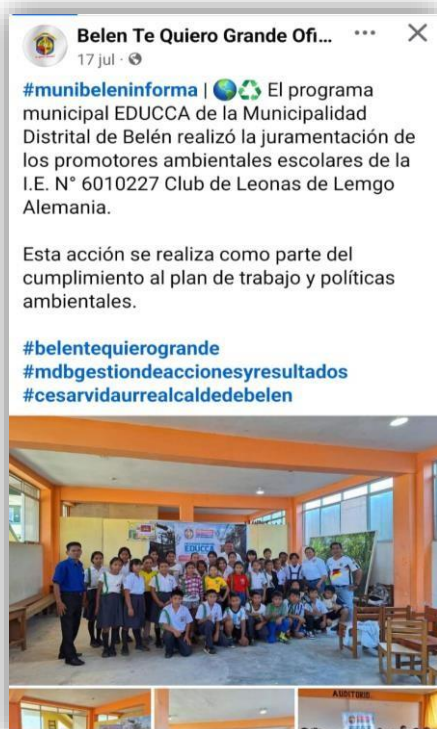 Belen Te Quiero Grande Ofi...
17 jul ·
#munibeleninforma | 🌎♻️ El programa
municipal EDUCCA de la Municipalidad
Distrital de Belén realizó la juramentación de
los promotores ambientales escolares de la
I.E. N° 6010227 Club de Leonas de Lemgo
Alemania.
Esta acción se realiza como parte del
cumplimiento al plan de trabajo y políticas
ambientales.
#belentequierogrande
#mdbgestiondeaccionesyresultados
#cesarvidaurrealcaldedebelen
EDUCCA
AUDITORIO